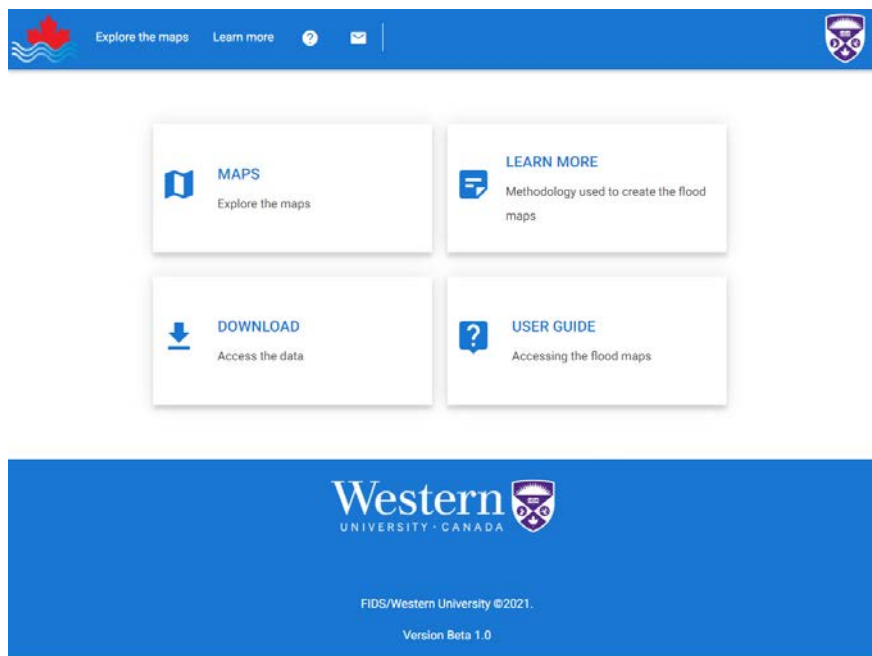 Explore the maps Learn more
MAPS
Explore the maps
LEARN MORE
Methodology used to create the flood
maps
DOWNLOAD
Access the data
USER GUIDE
Accessing the flood maps
Western
UNIVERSITY · CANADA
FIDS/Western University ©2021.
Version Beta 1.0